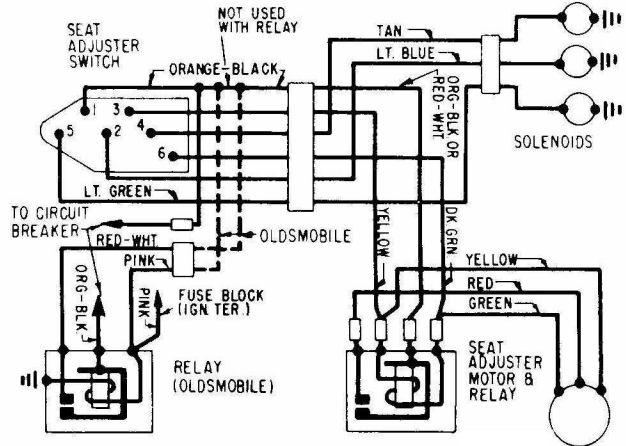 NOT USED
WITH RELAY
SEAT
ADJUSTER
SWITCH
ORANGE-BLACK
TAN
LT. BLUE
ORG-BLK OR
RED-WHT
SOLENOIDS
1
3
5
2
4
6
LT. GREEN
TO CIRCUIT
BREAKER
RED-WHT
PINK
OLDSMOBILE
ORG-BLK
PINK
FUSE BLOCK
(IGN. TER.)
YELLOW
DK GRN
YELLOW
RED
GREEN
RELAY
(OLDSMOBILE)
SEAT
ADJUSTER
MOTOR &
RELAY